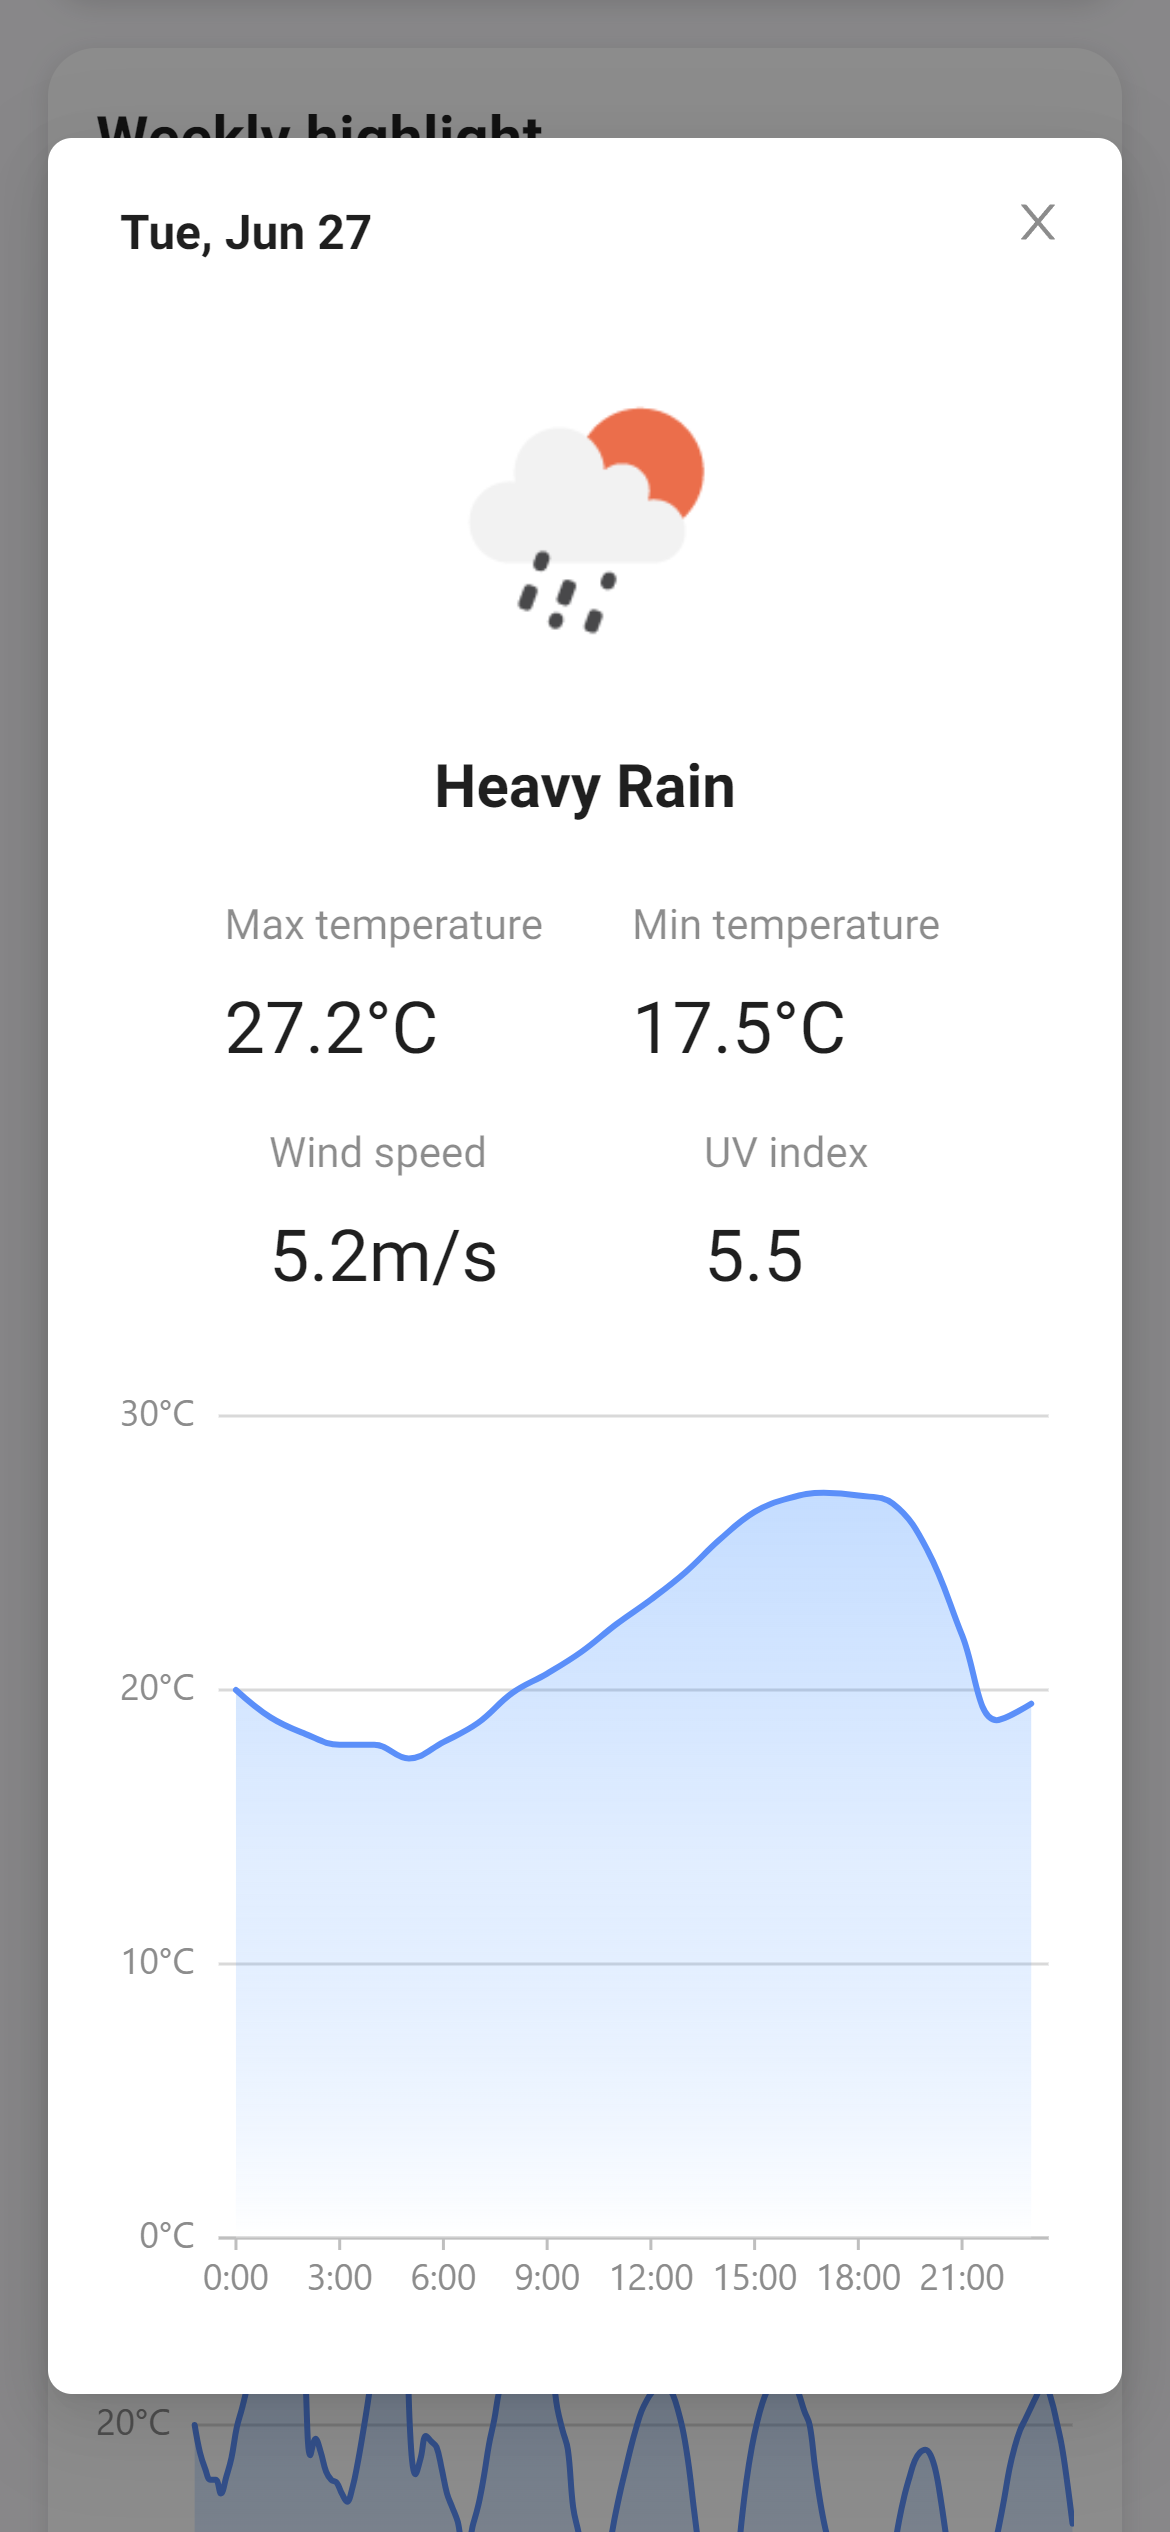 Weekly highlight
Tue, Jun 27
Heavy Rain
Max temperature Min temperature
27.2°C 17.5°C
Wind speed UV index
5.2m/s 5.5
30°C
20°C
10°C
0°C
0:00 3:00 6:00 9:00 12:00 15:00 18:00 21:00
20°C